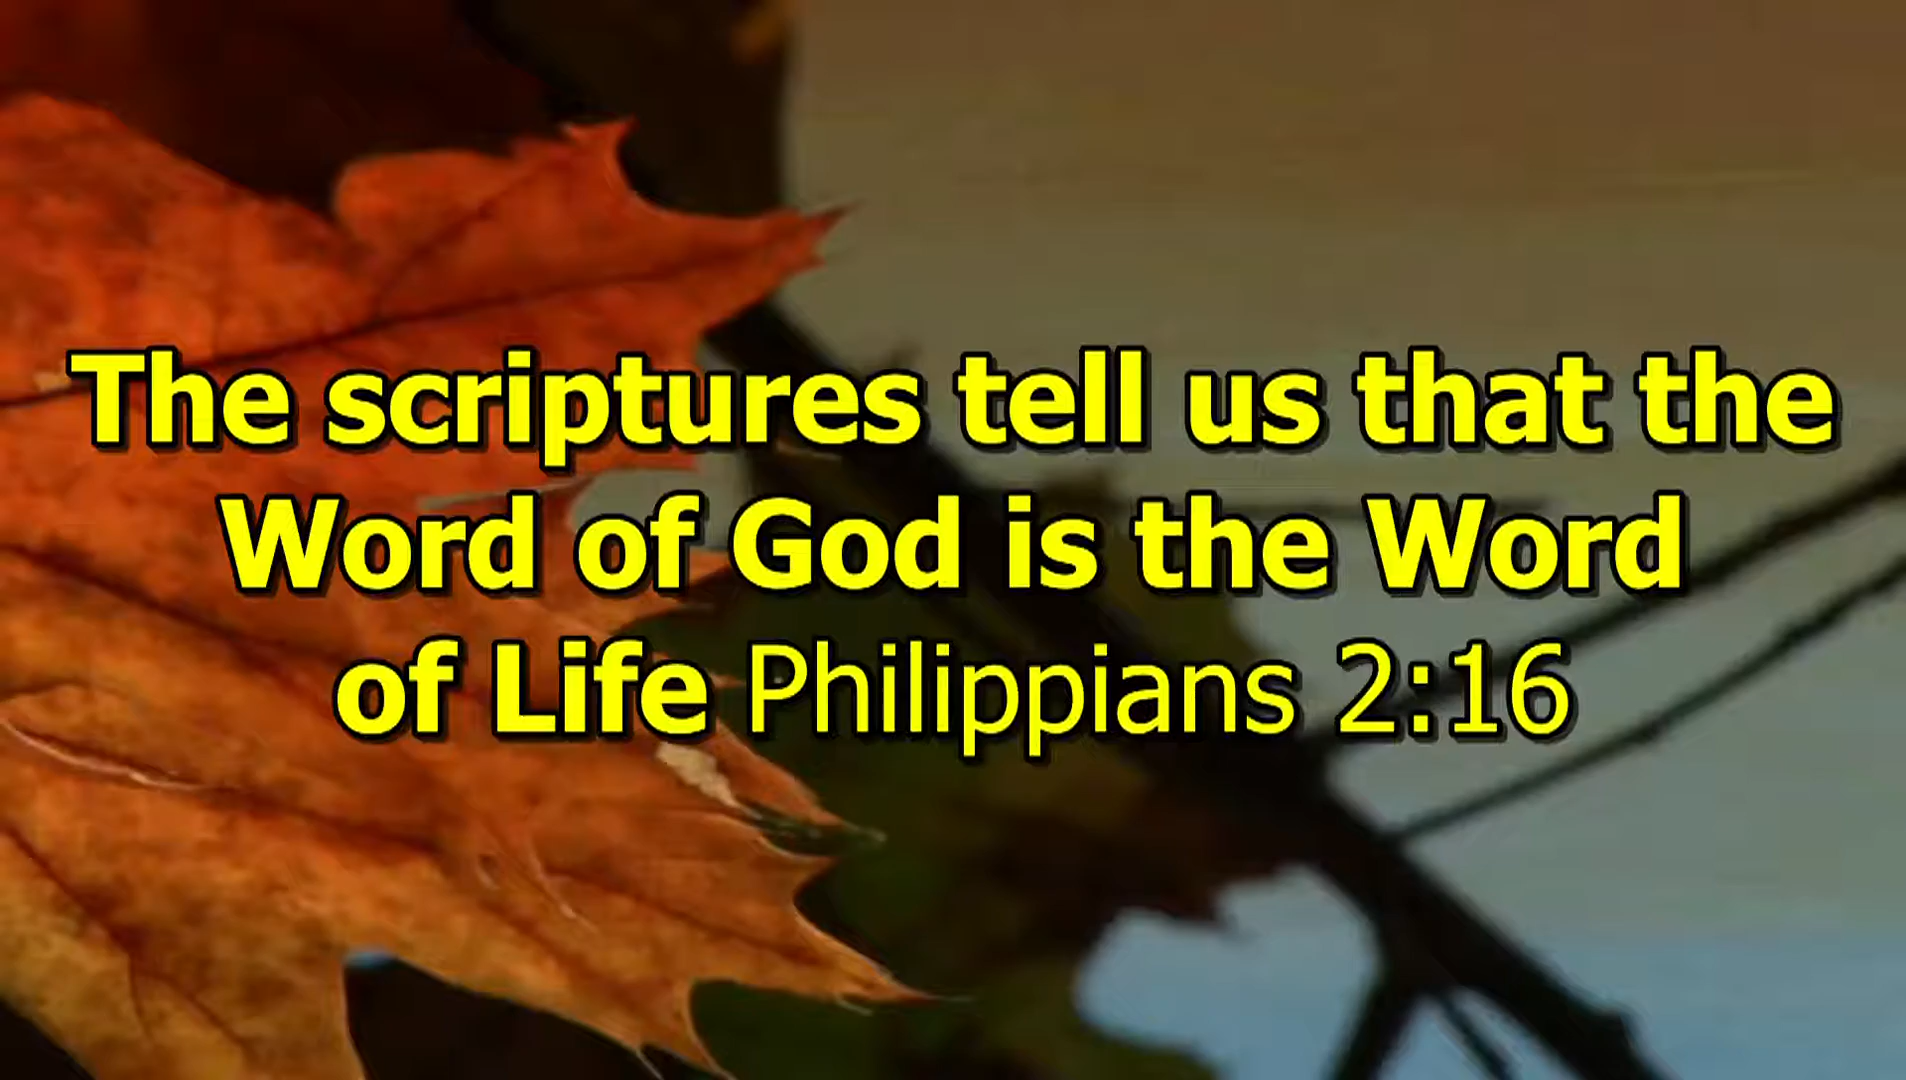 The scriptures tell us that the
Word of God is the Word
of Life Philippians 2:16